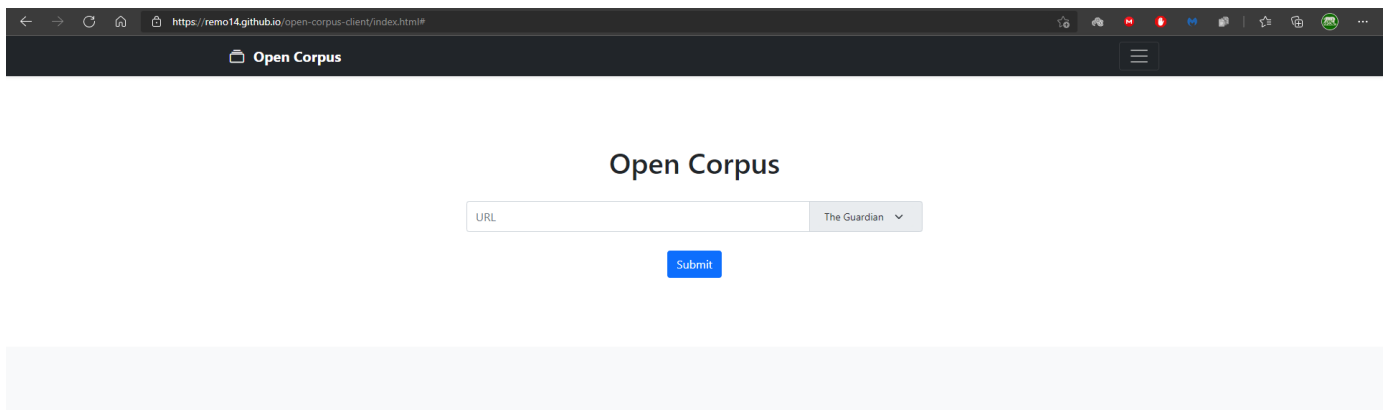 https://remo14.github.io/open-corpus-client/index.html#
Open Corpus
Open Corpus
URL
The Guardian
Submit